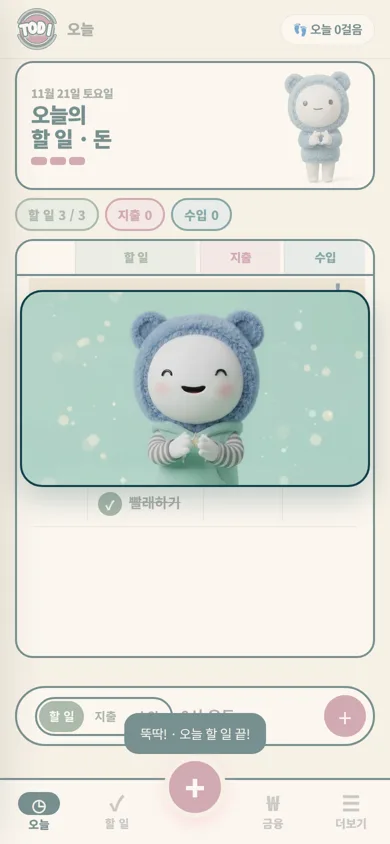 TODI 오늘
👣 오늘 0걸음
11월 21일 토요일
오늘의
할 일 · 돈
할 일 3 / 3
지출 0
수입 0
할 일 지출 수입
✓ 빨래하기
할 일 지출
+
뚝딱! · 오늘 할 일 끝!
+
오늘
할 일
₩
금융
더보기